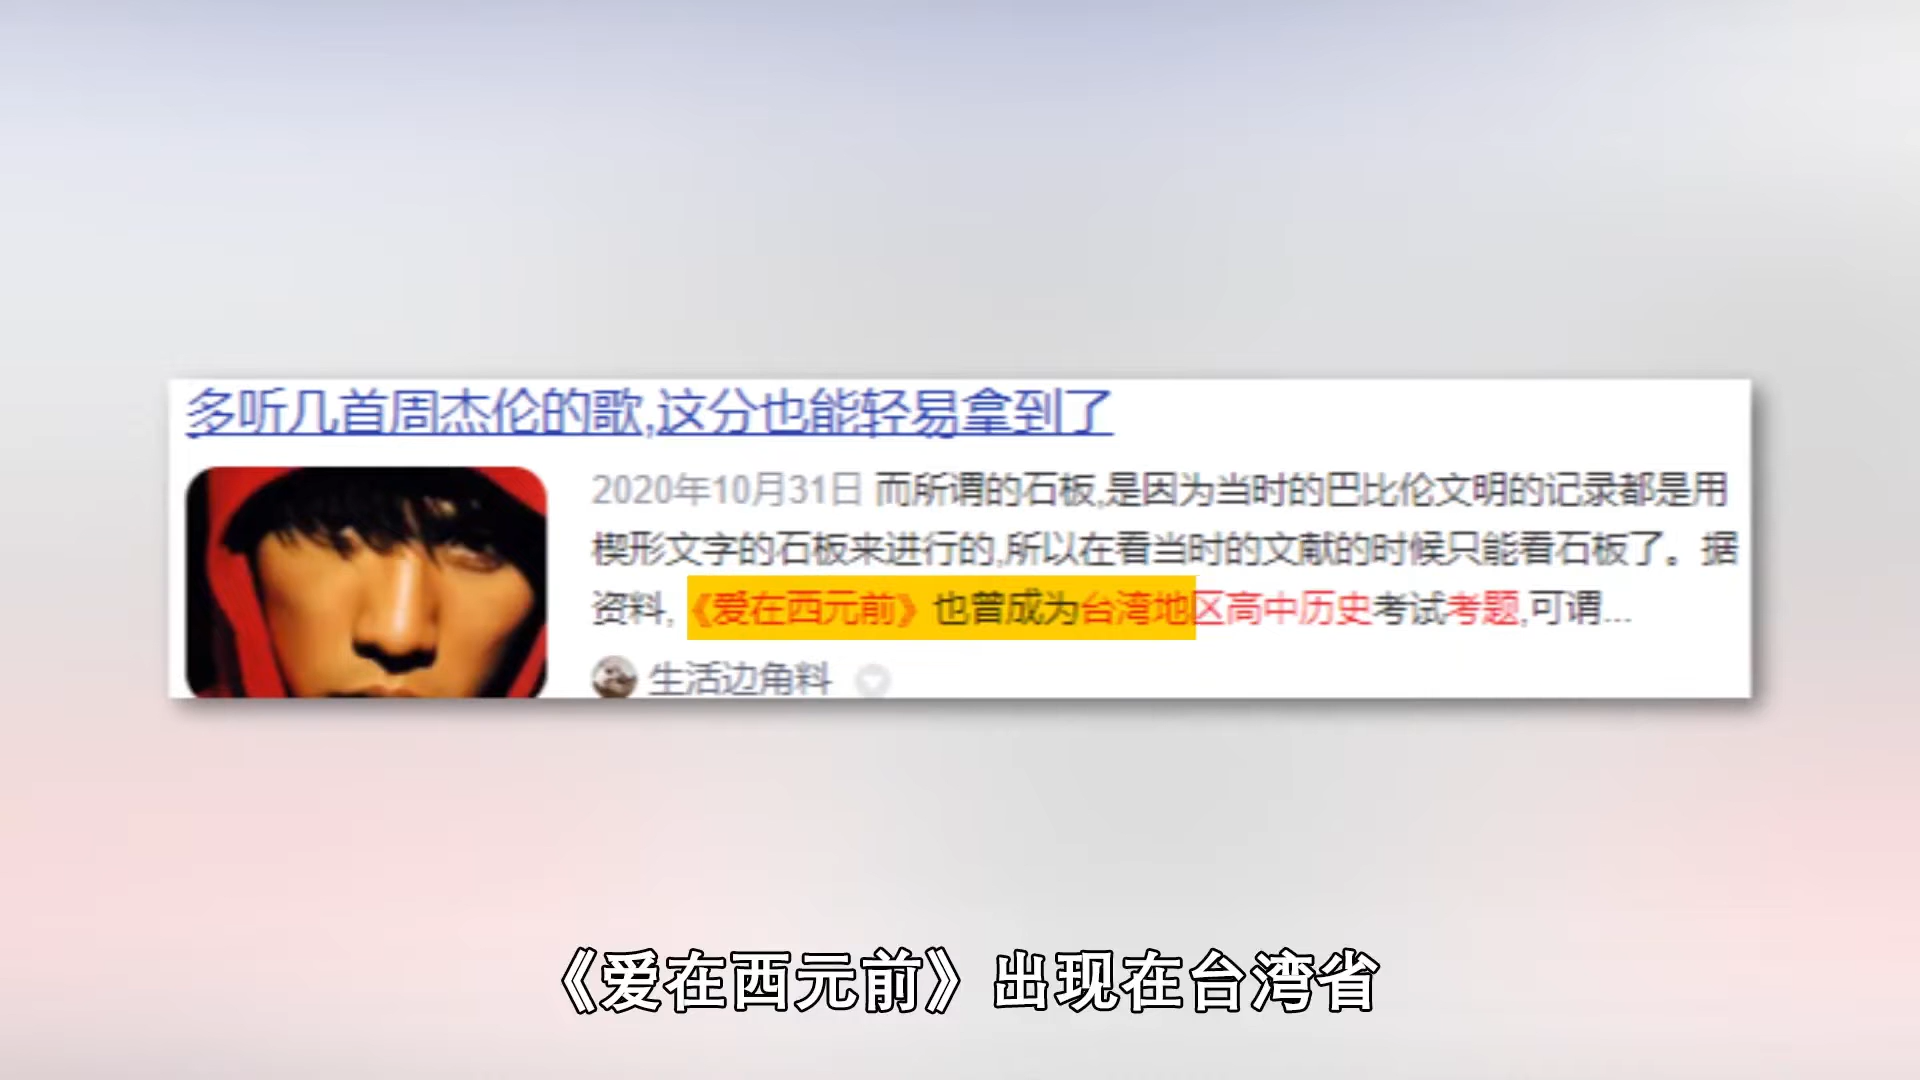 多听几首周杰伦的歌,这分也能轻易拿到了
2020年10月31日 而所谓的石板,是因为当时的巴比伦文明的记录都是用
楔形文字的石板来进行的,所以在看当时的文献的时候只能看石板了。据
资料,《爱在西元前》也曾成为台湾地区高中历史考试考题,可谓...
生活边角料
《爱在西元前》出现在台湾省